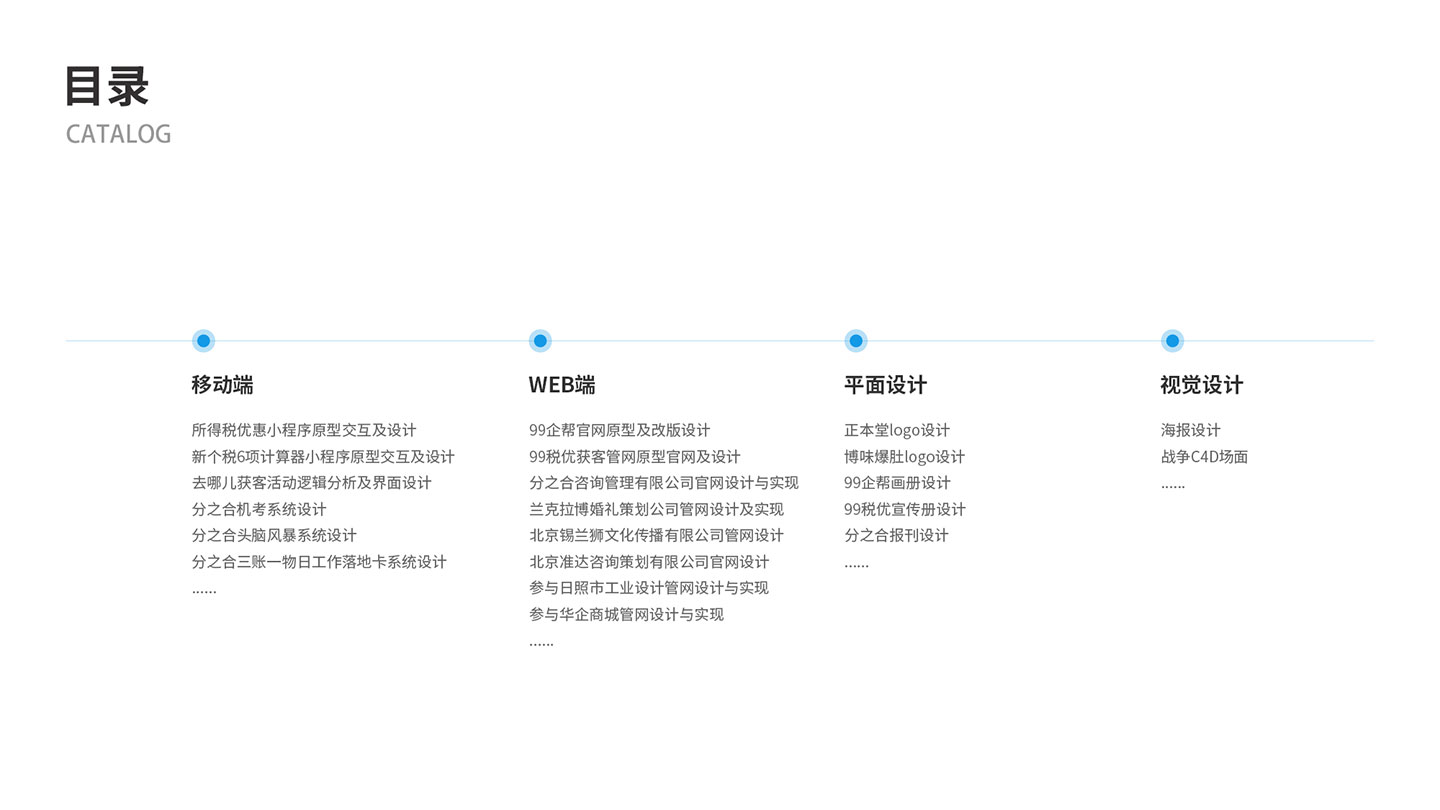 目录
CATALOG
移动端
所得税优惠小程序原型交互及设计
新个税6项计算器小程序原型交互及设计
去哪儿获客活动逻辑分析及界面设计
分之合机考系统设计
分之合头脑风暴系统设计
分之合三账一物日工作落地卡系统设计
......
WEB端
99企帮官网原型及改版设计
99税优获客管网原型官网及设计
分之合咨询管理有限公司官网设计与实现
兰克拉博婚礼策划公司管网设计及实现
北京锡兰狮文化传播有限公司管网设计
北京准达咨询策划有限公司官网设计
参与日照市工业设计管网设计与实现
参与华企商城管网设计与实现
......
平面设计
正本堂logo设计
博味爆肚logo设计
99企帮画册设计
99税优宣传册设计
分之合报刊设计
......
视觉设计
海报设计
战争C4D场面
......